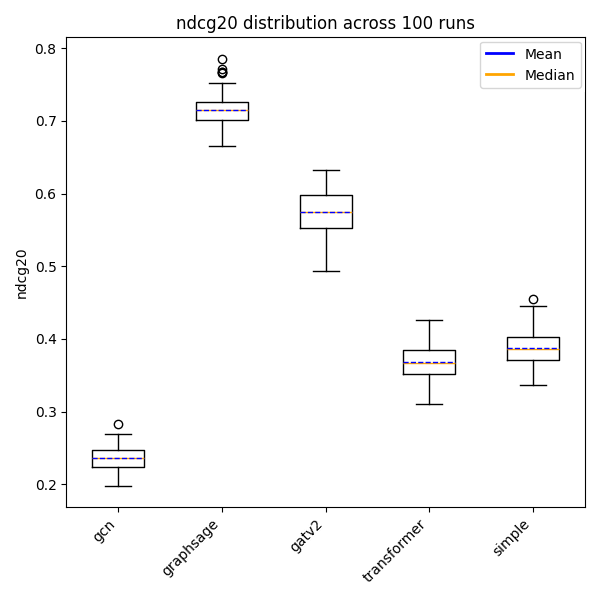 ndcg20 distribution across 100 runs
Mean
Median
ndcg20
0.8
0.7
0.6
0.5
0.4
0.3
0.2
gcn
graphsage
gatv2
transformer
simple